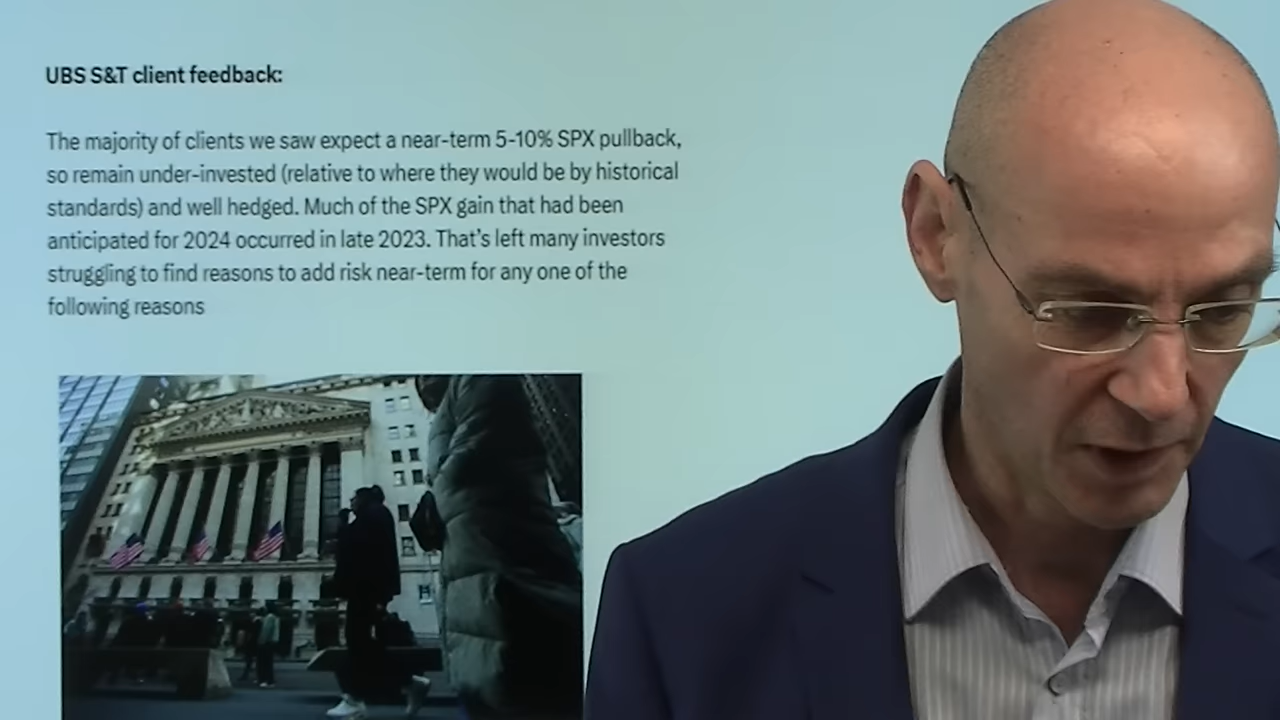 UBS S&T client feedback:
The majority of clients we saw expect a near-term 5-10% SPX pullback,
so remain under-invested (relative to where they would be by historical
standards) and well hedged. Much of the SPX gain that had been
anticipated for 2024 occurred in late 2023. That's left many investors
struggling to find reasons to add risk near-term for any one of the
following reasons